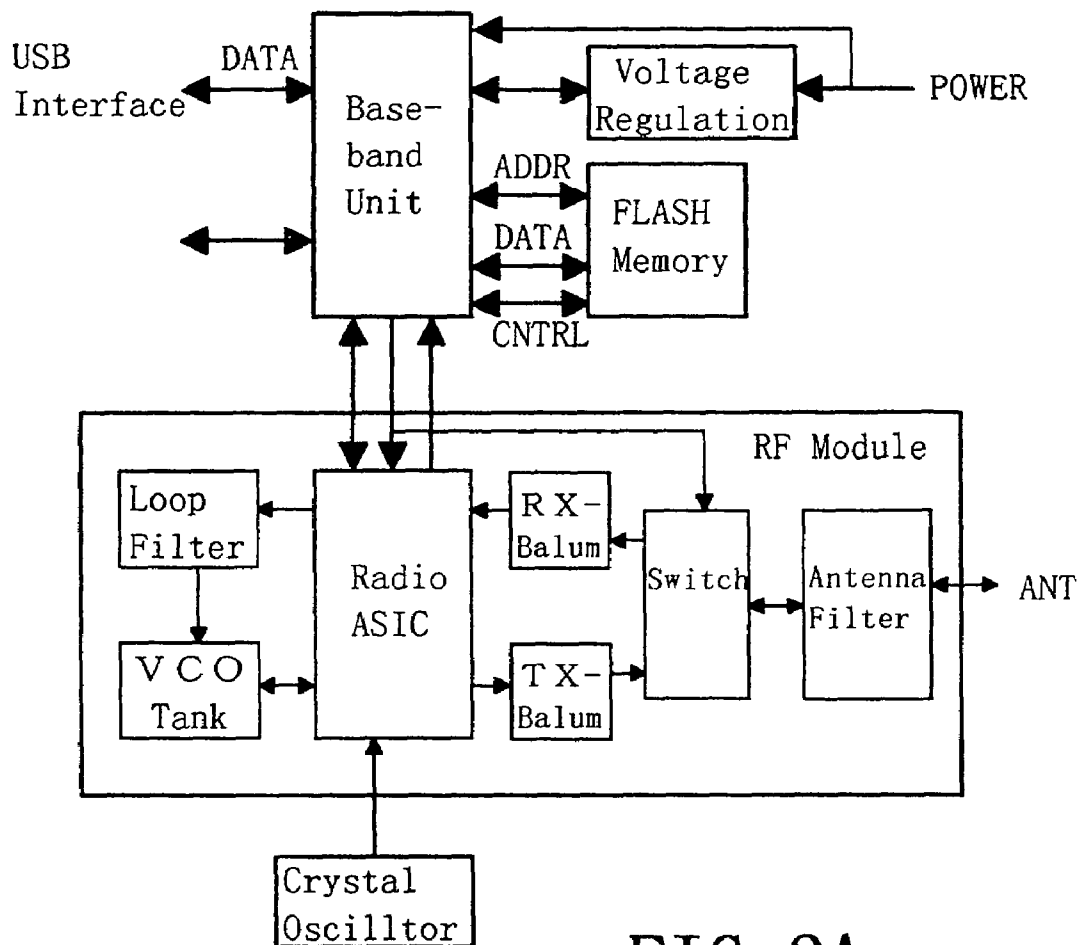 USB
Interface
DATA
Base-
band
Unit
Voltage
Regulation
POWER
ADDR
DATA
CNTRL
FLASH
Memory
RF Module
Loop
Filter
VCO
Tank
Radio
ASIC
RX-
Balum
TX-
Balum
Switch
Antenna
Filter
ANT
Crystal
Oscilltor